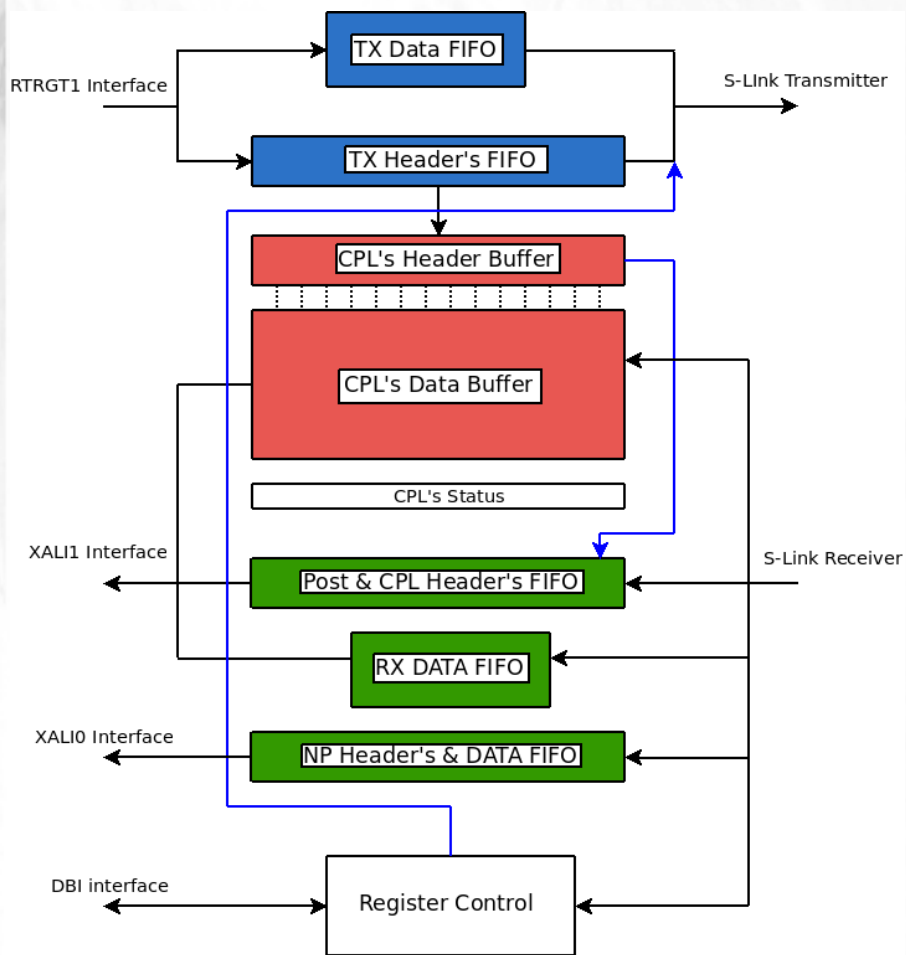 TX Data FIFO
RTRGT1 Interface
S-LInk Transmitter
TX Header's FIFO
CPL's Header Buffer
CPL's Data Buffer
CPL's Status
XALI1 Interface
S-Link Receiver
Post & CPL Header's FIFO
RX DATA FIFO
XALI0 Interface
NP Header's & DATA FIFO
DBI interface
Register Control